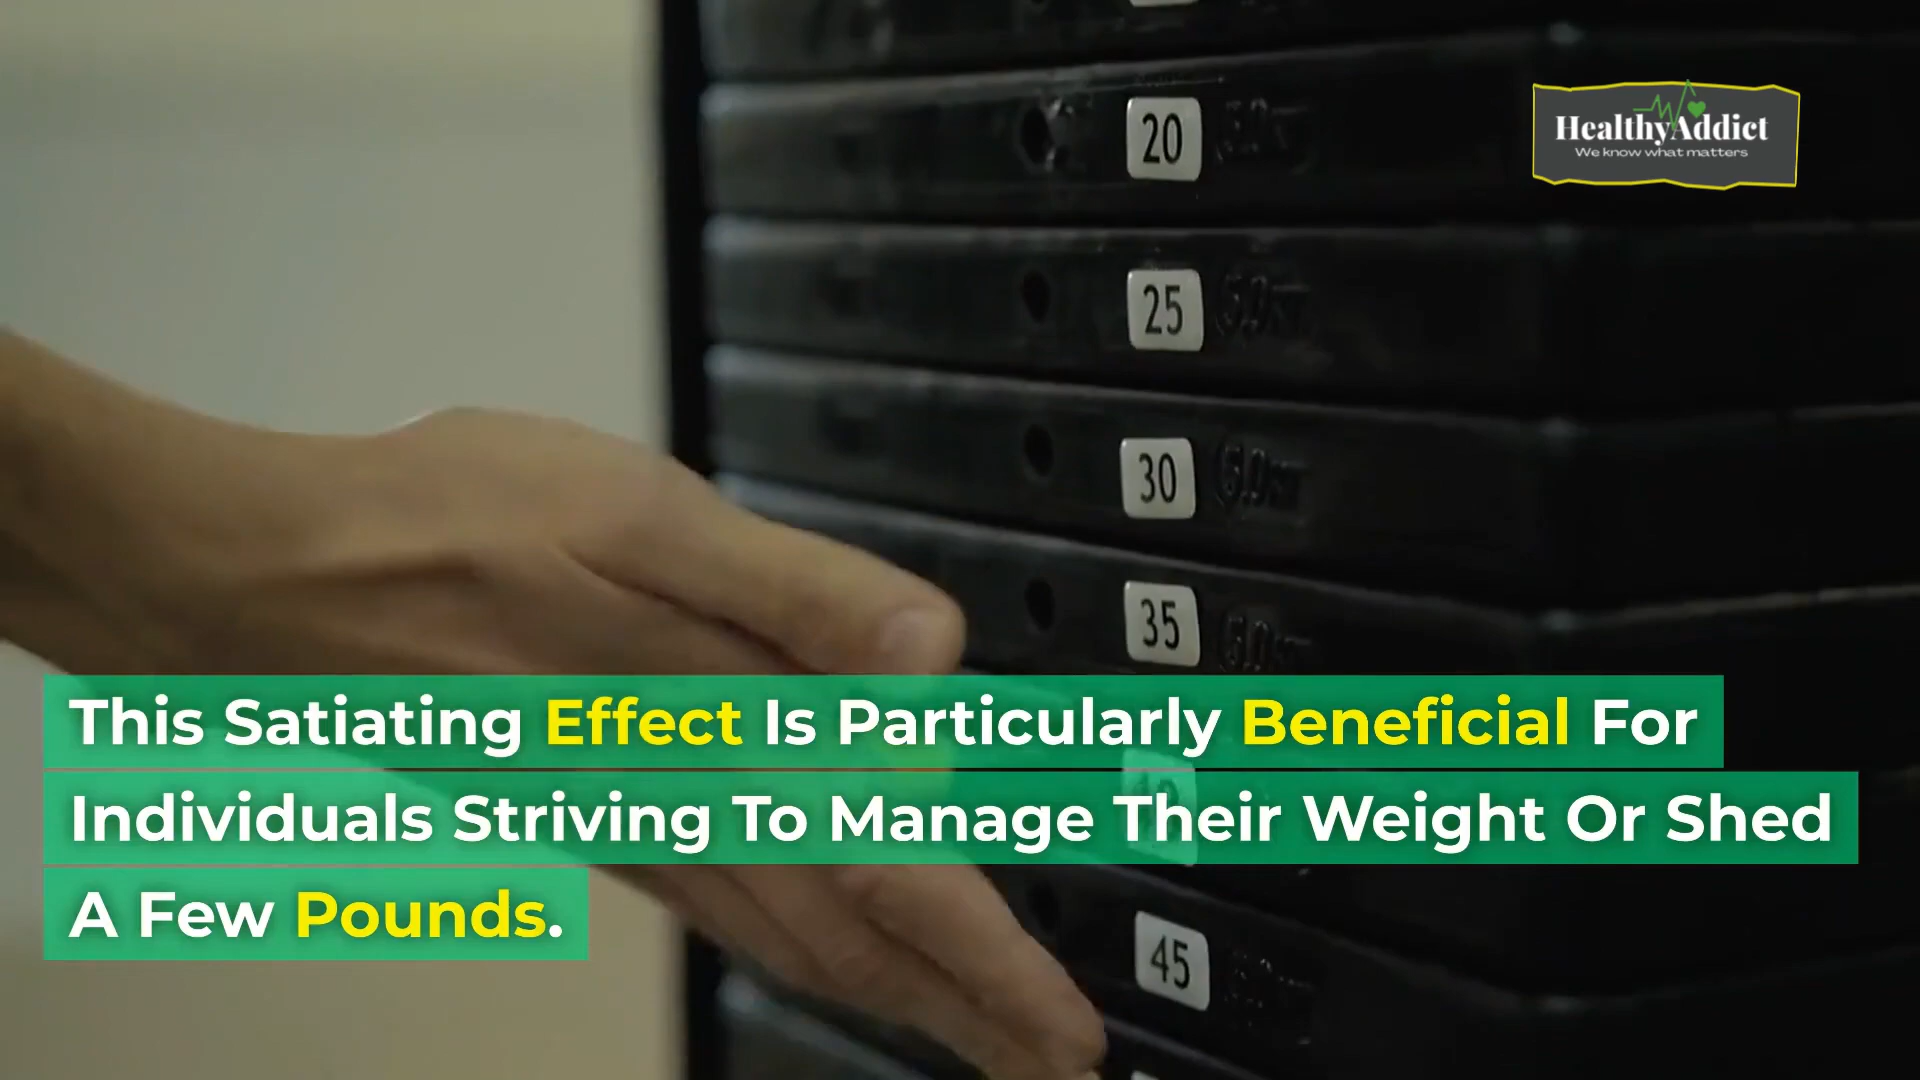 20
HealthyAddict
We know what matters
25
30
35
This Satiating Effect Is Particularly Beneficial For
Individuals Striving To Manage Their Weight Or Shed
A Few Pounds.
45